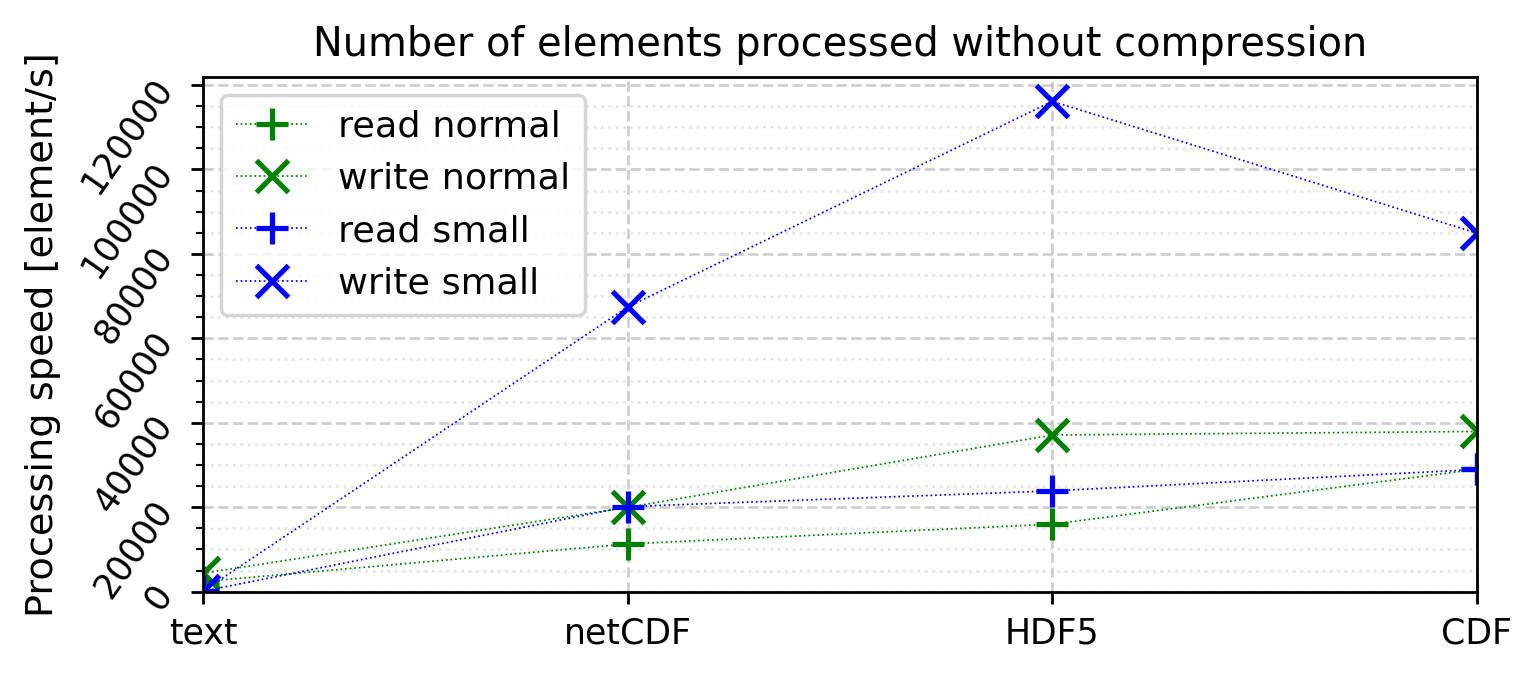 Number of elements processed without compression
Processing speed [element/s]
120000
100000
80000
60000
40000
20000
0
read normal
write normal
read small
write small
text netCDF HDF5 CDF